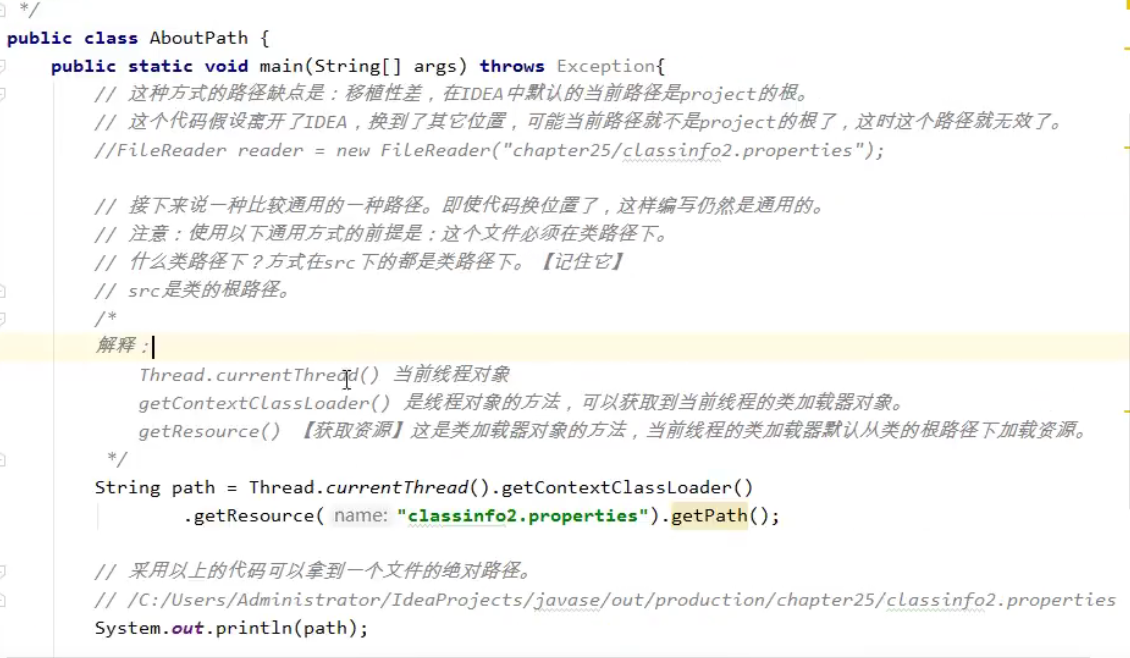 */
public class AboutPath {
public static void main(String[] args) throws Exception{
// 这种方式的路径缺点是：移植性差，在IDEA中默认的当前路径是project的根。
// 这个代码假设离开了IDEA，换到了其它位置，可能当前路径就不是project的根了，这时这个路径就无效了。
//FileReader reader = new FileReader("chapter25/classinfo2.properties");
// 接下来说一种比较通用的一种路径。即使代码换位置了，这样编写仍然是通用的。
// 注意：使用以下通用方式的前提是：这个文件必须在类路径下。
// 什么类路径下？方式在src下的都是类路径下。【记住它】
// src是类的根路径。
/*
解释：
Thread.currentThread() 当前线程对象
getContextClassLoader() 是线程对象的方法，可以获取到当前线程的类加载器对象。
getResource() 【获取资源】这是类加载器对象的方法，当前线程的类加载器默认从类的根路径下加载资源。
*/
String path = Thread.currentThread().getContextClassLoader()
.getResource( name: "classinfo2.properties").getPath();
// 采用以上的代码可以拿到一个文件的绝对路径。
// /C:/Users/Administrator/IdeaProjects/javase/out/production/chapter25/classinfo2.properties
System.out.println(path);